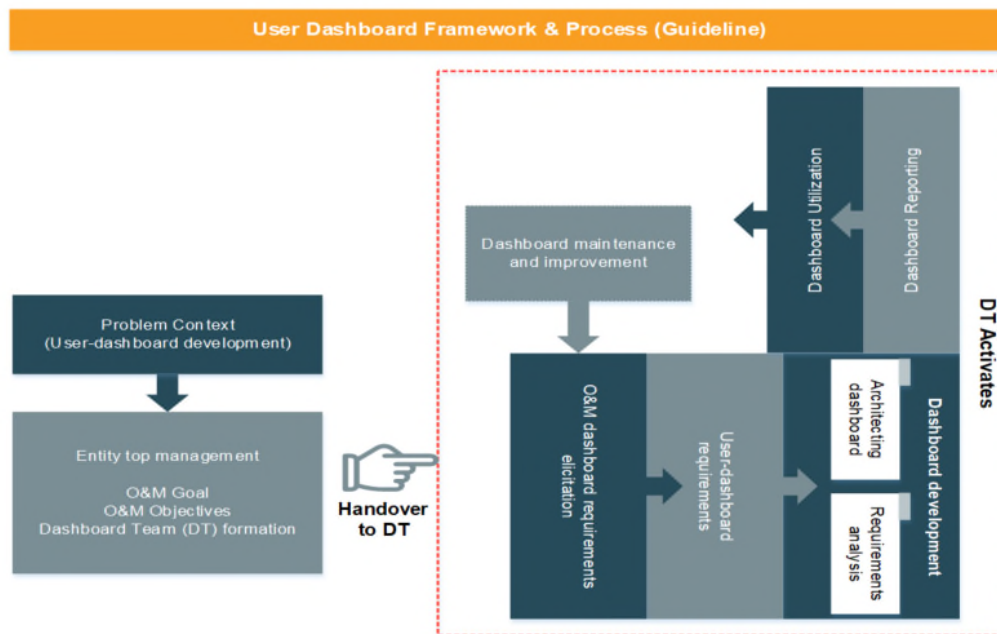 User Dashboard Framework & Process (Guideline)
Problem Context
(User-dashboard development)
Entity top management
O&M Goal
O&M Objectives
Dashboard Team (DT) formation
Handover
to DT
Dashboard maintenance
and improvement
O&M dashboard requirements
elicitation
User-dashboard
requirements
Architecting
dashboard
Requirements
analysis
Dashboard development
Dashboard Utilization
Dashboard Reporting
DT Activates